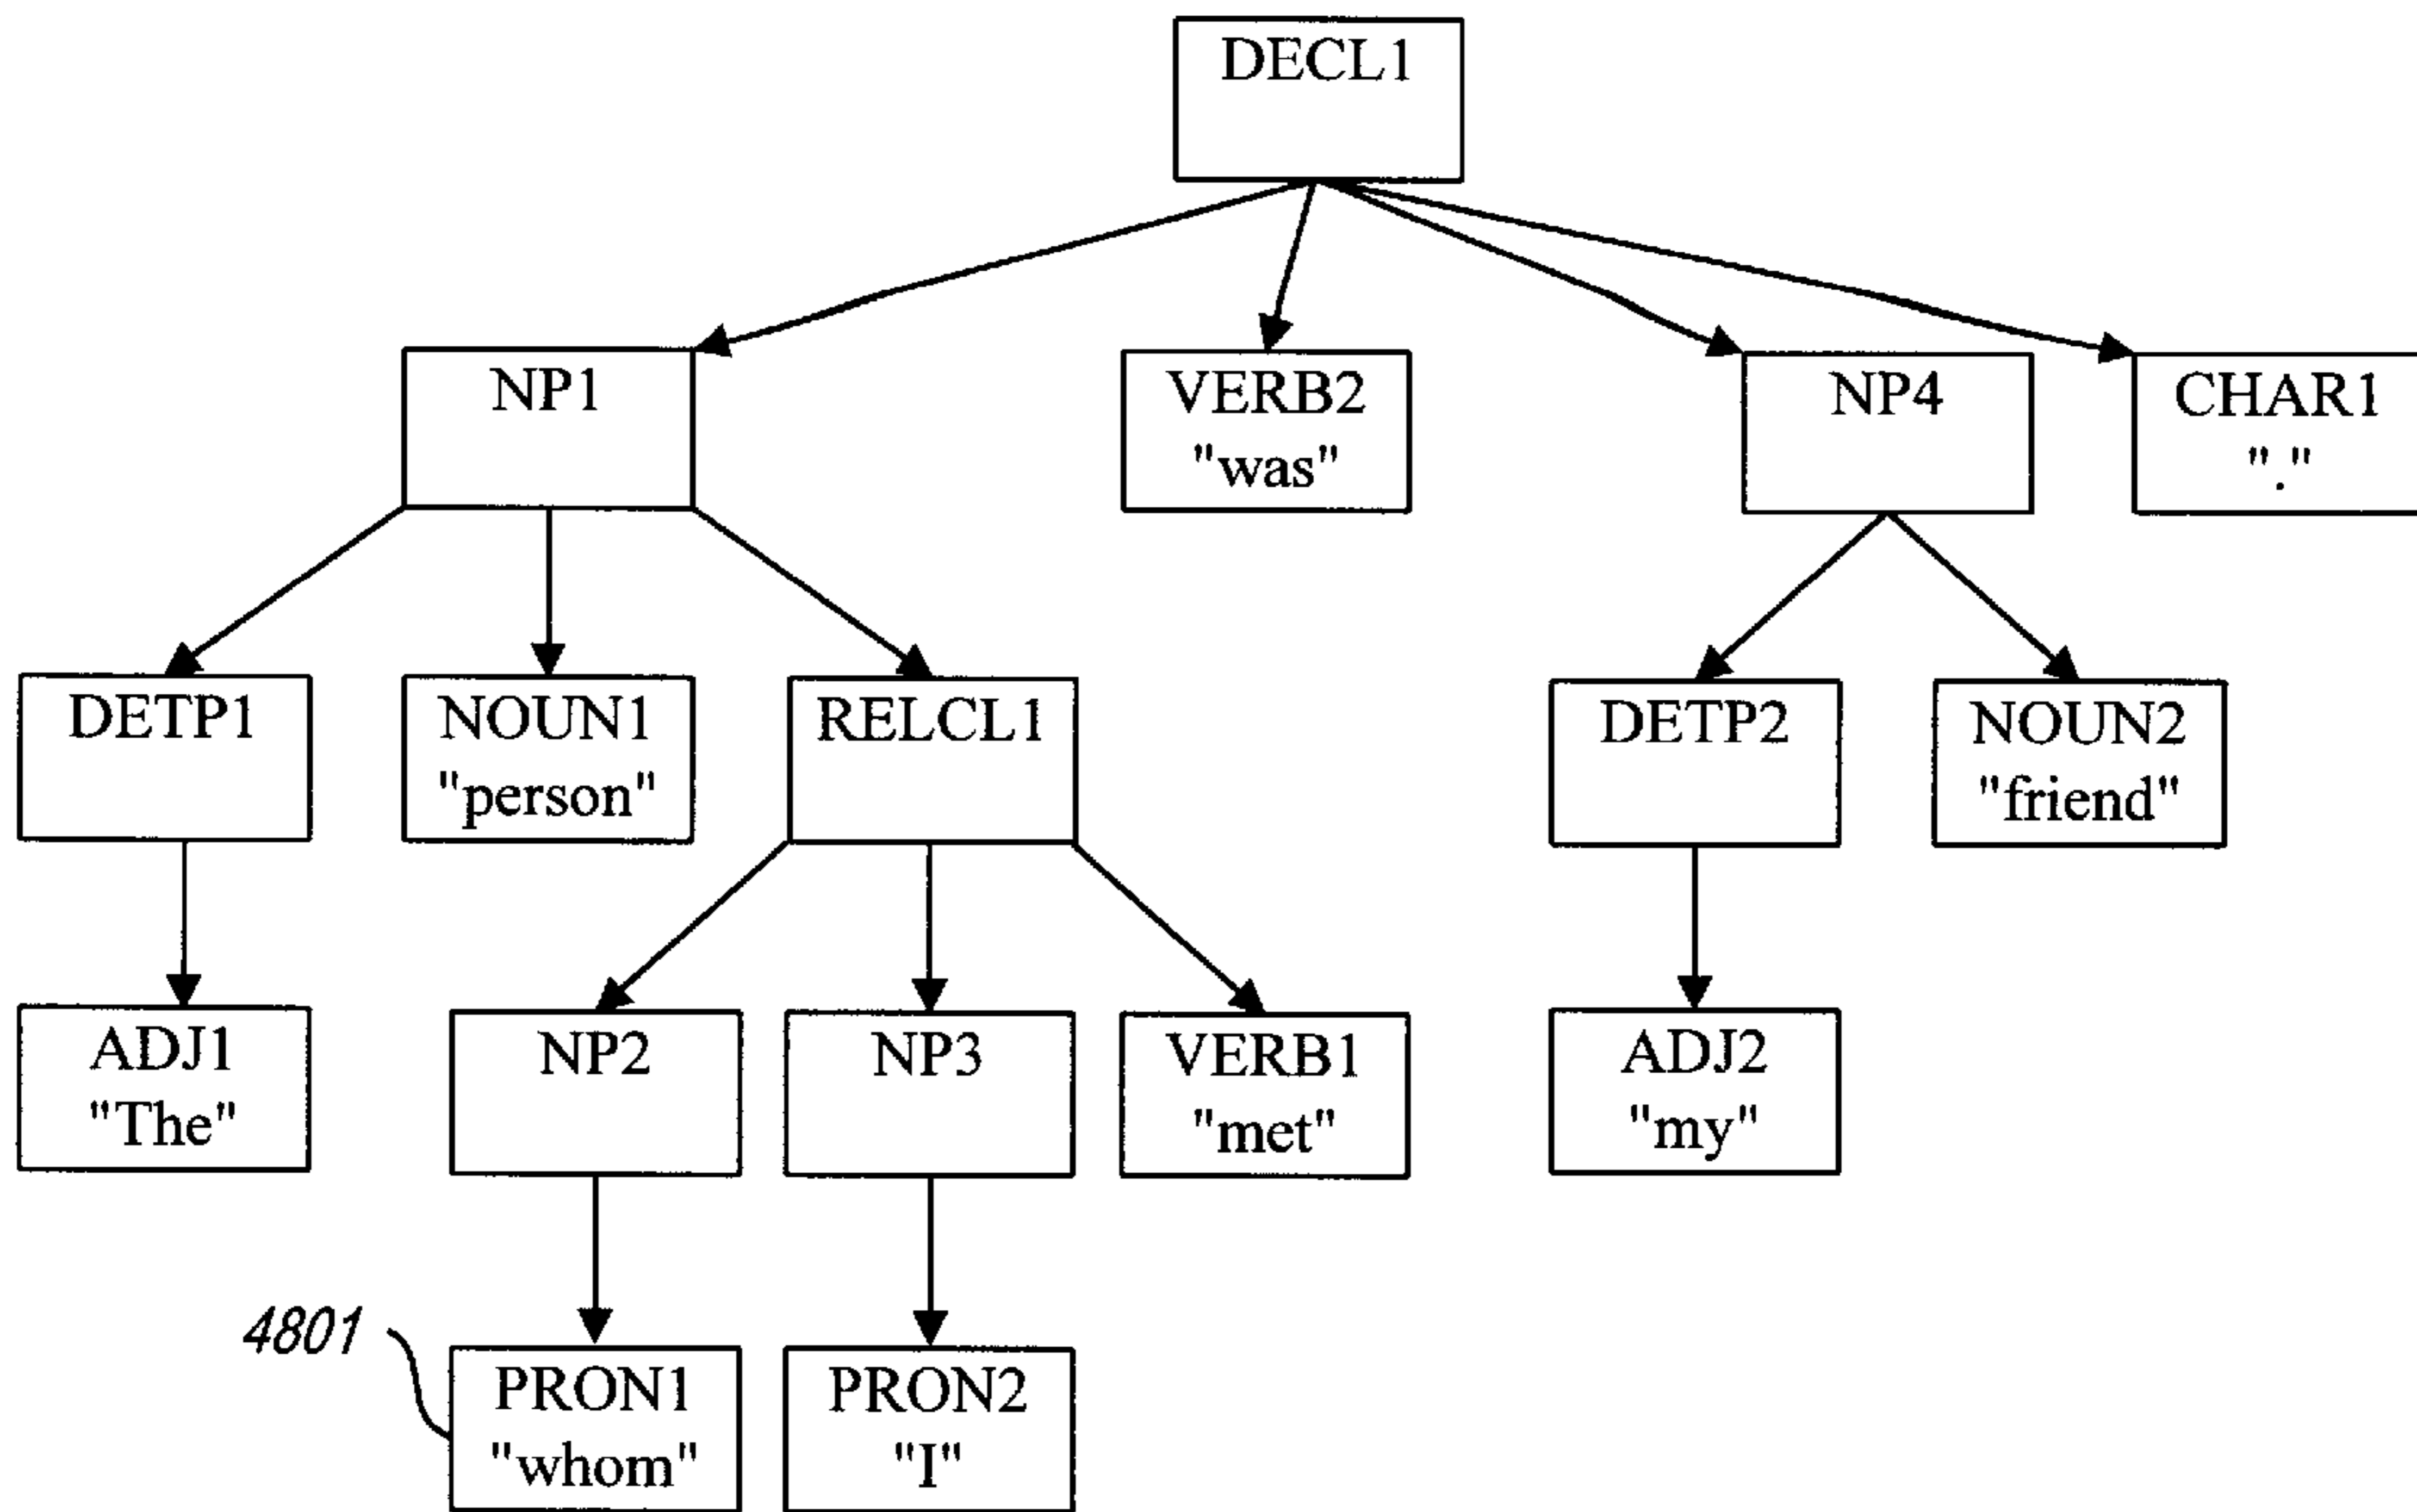 DECL1
NP1
VERB2
"was"
NP4
CHAR1
"."
DETP1
NOUN1
"person"
RELCL1
DETP2
NOUN2
"friend"
ADJ1
"The"
NP2
NP3
VERB1
"met"
ADJ2
"my"
4801
PRON1
"whom"
PRON2
"I"